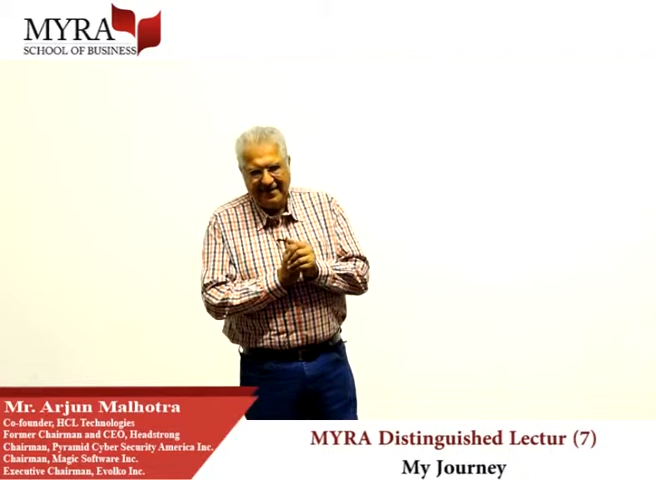 MYRA
SCHOOL OF BUSINESS
Mr. Arjun Malhotra
Co-founder, HCL Technologies
Former Chairman and CEO, Headstrong
Chairman, Pyramid Cyber Security America Inc.
Chairman, Magic Software Inc.
Executive Chairman, Evolko Inc.
MYRA Distinguished Lectur (7)
My Journey